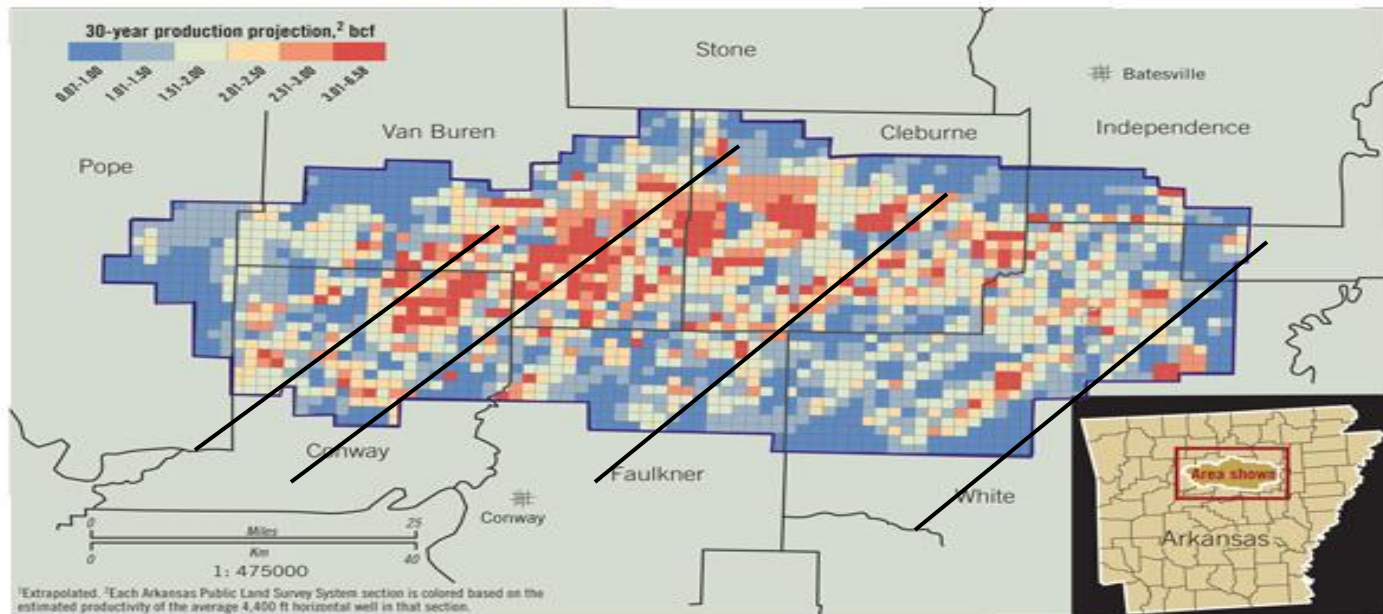 30-year production projection,² bcf
0.07-1.00
1.01-1.50
1.51-2.00
2.01-2.50
2.51-3.00
3.01-6.58
Stone
Batesville
Van Buren
Cleburne
Independence
Pope
Conway
Faulkner
White
Conway
0 25
Miles
Km
0 40
1: 475000
Area shown
Arkansas
¹Extrapolated. ²Each Arkansas Public Land Survey System section is colored based on the
estimated productivity of the average 4,400 ft horizontal well in that section.